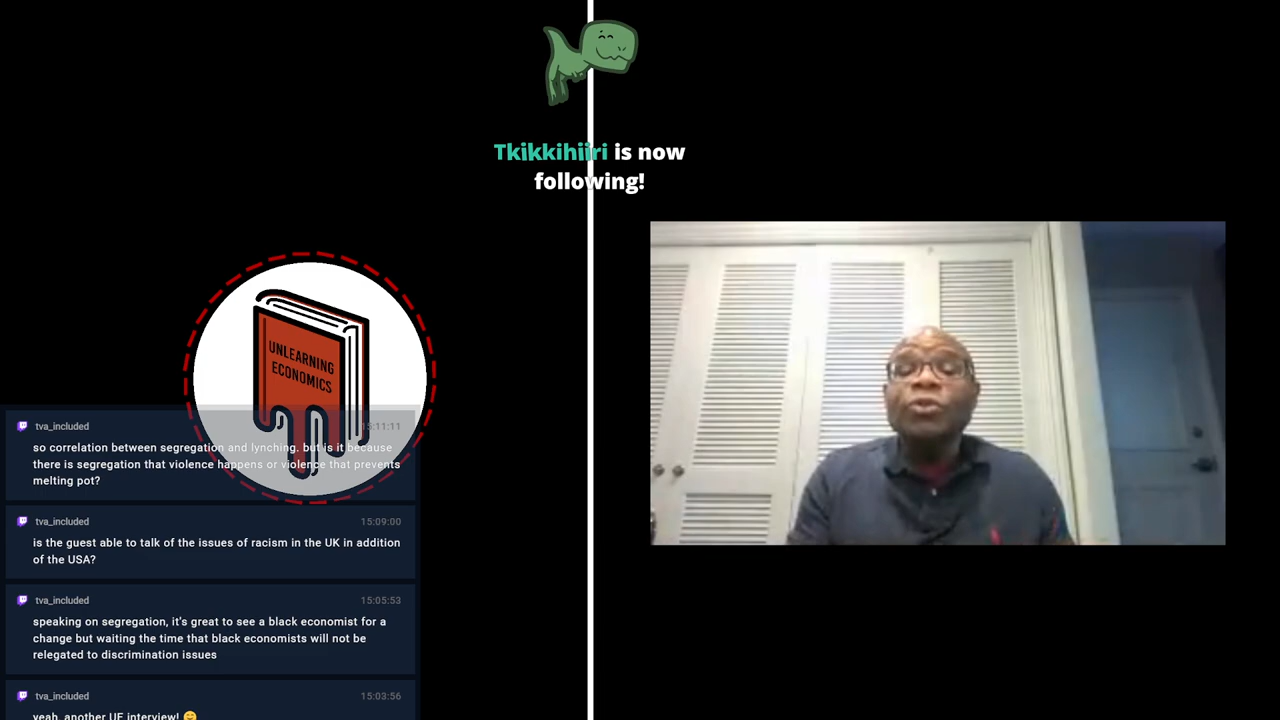 Tkikkihiiri is now
following!
UNLEARNING
ECONOMICS
tva_included 15:11:11
so correlation between segregation and lynching. but is it because
there is segregation that violence happens or violence that prevents
melting pot?
tva_included 15:09:00
is the guest able to talk of the issues of racism in the UK in addition
of the USA?
tva_included 15:05:53
speaking on segregation, it's great to see a black economist for a
change but waiting the time that black economists will not be
relegated to discrimination issues
tva_included 15:03:56
yeah, another UE interview!